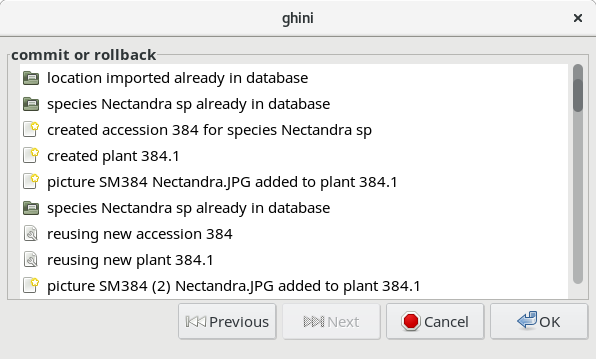 ghini
commit or rollback
location imported already in database
species Nectandra sp already in database
created accession 384 for species Nectandra sp
created plant 384.1
picture SM384 Nectandra.JPG added to plant 384.1
species Nectandra sp already in database
reusing new accession 384
reusing new plant 384.1
picture SM384 (2) Nectandra.JPG added to plant 384.1
Previous Next Cancel OK